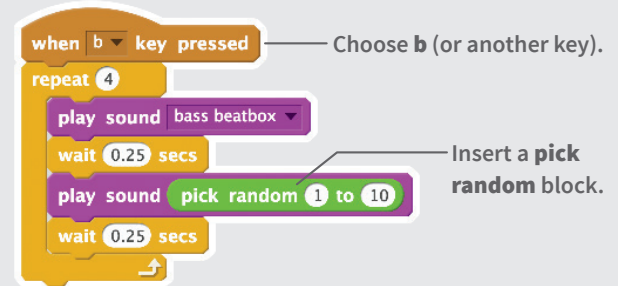 when b key pressed
Choose b (or another key).
repeat 4
play sound bass beatbox
wait 0.25 secs
Insert a pick
random block.
play sound pick random 1 to 10
wait 0.25 secs